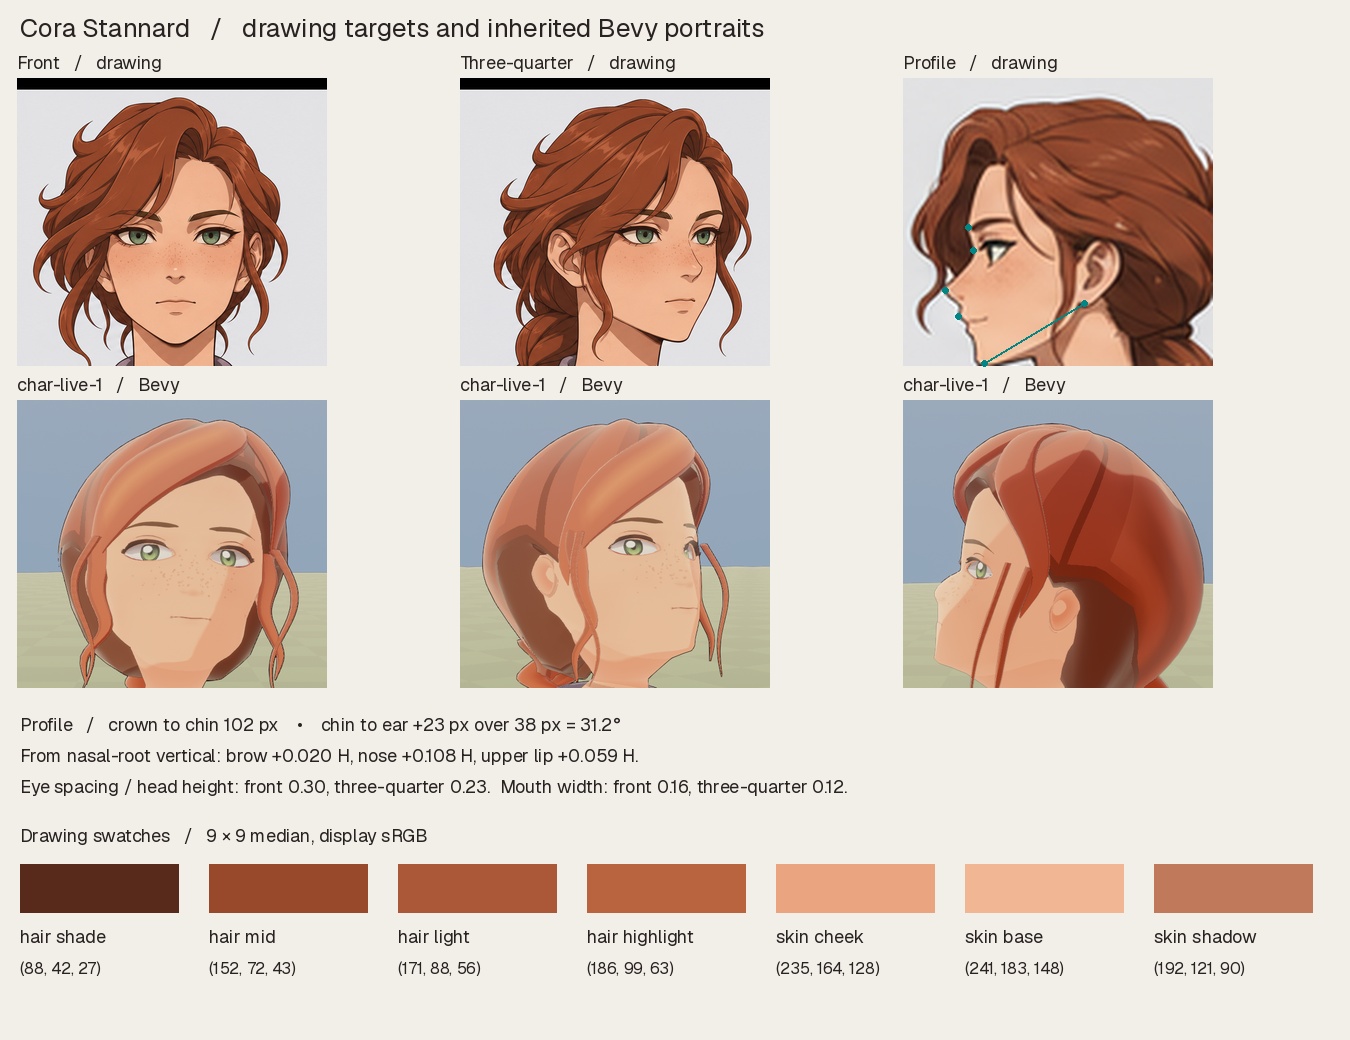 Cora Stannard / drawing targets and inherited Bevy portraits
Front / drawing
Three-quarter / drawing
Profile / drawing
char-live-1 / Bevy
char-live-1 / Bevy
char-live-1 / Bevy
Profile / crown to chin 102 px • chin to ear +23 px over 38 px = 31.2°
From nasal-root vertical: brow +0.020 H, nose +0.108 H, upper lip +0.059 H.
Eye spacing / head height: front 0.30, three-quarter 0.23. Mouth width: front 0.16, three-quarter 0.12.
Drawing swatches / 9 × 9 median, display sRGB
hair shade
hair mid
hair light
hair highlight
skin cheek
skin base
skin shadow
(88, 42, 27)
(152, 72, 43)
(171, 88, 56)
(186, 99, 63)
(235, 164, 128)
(241, 183, 148)
(192, 121, 90)